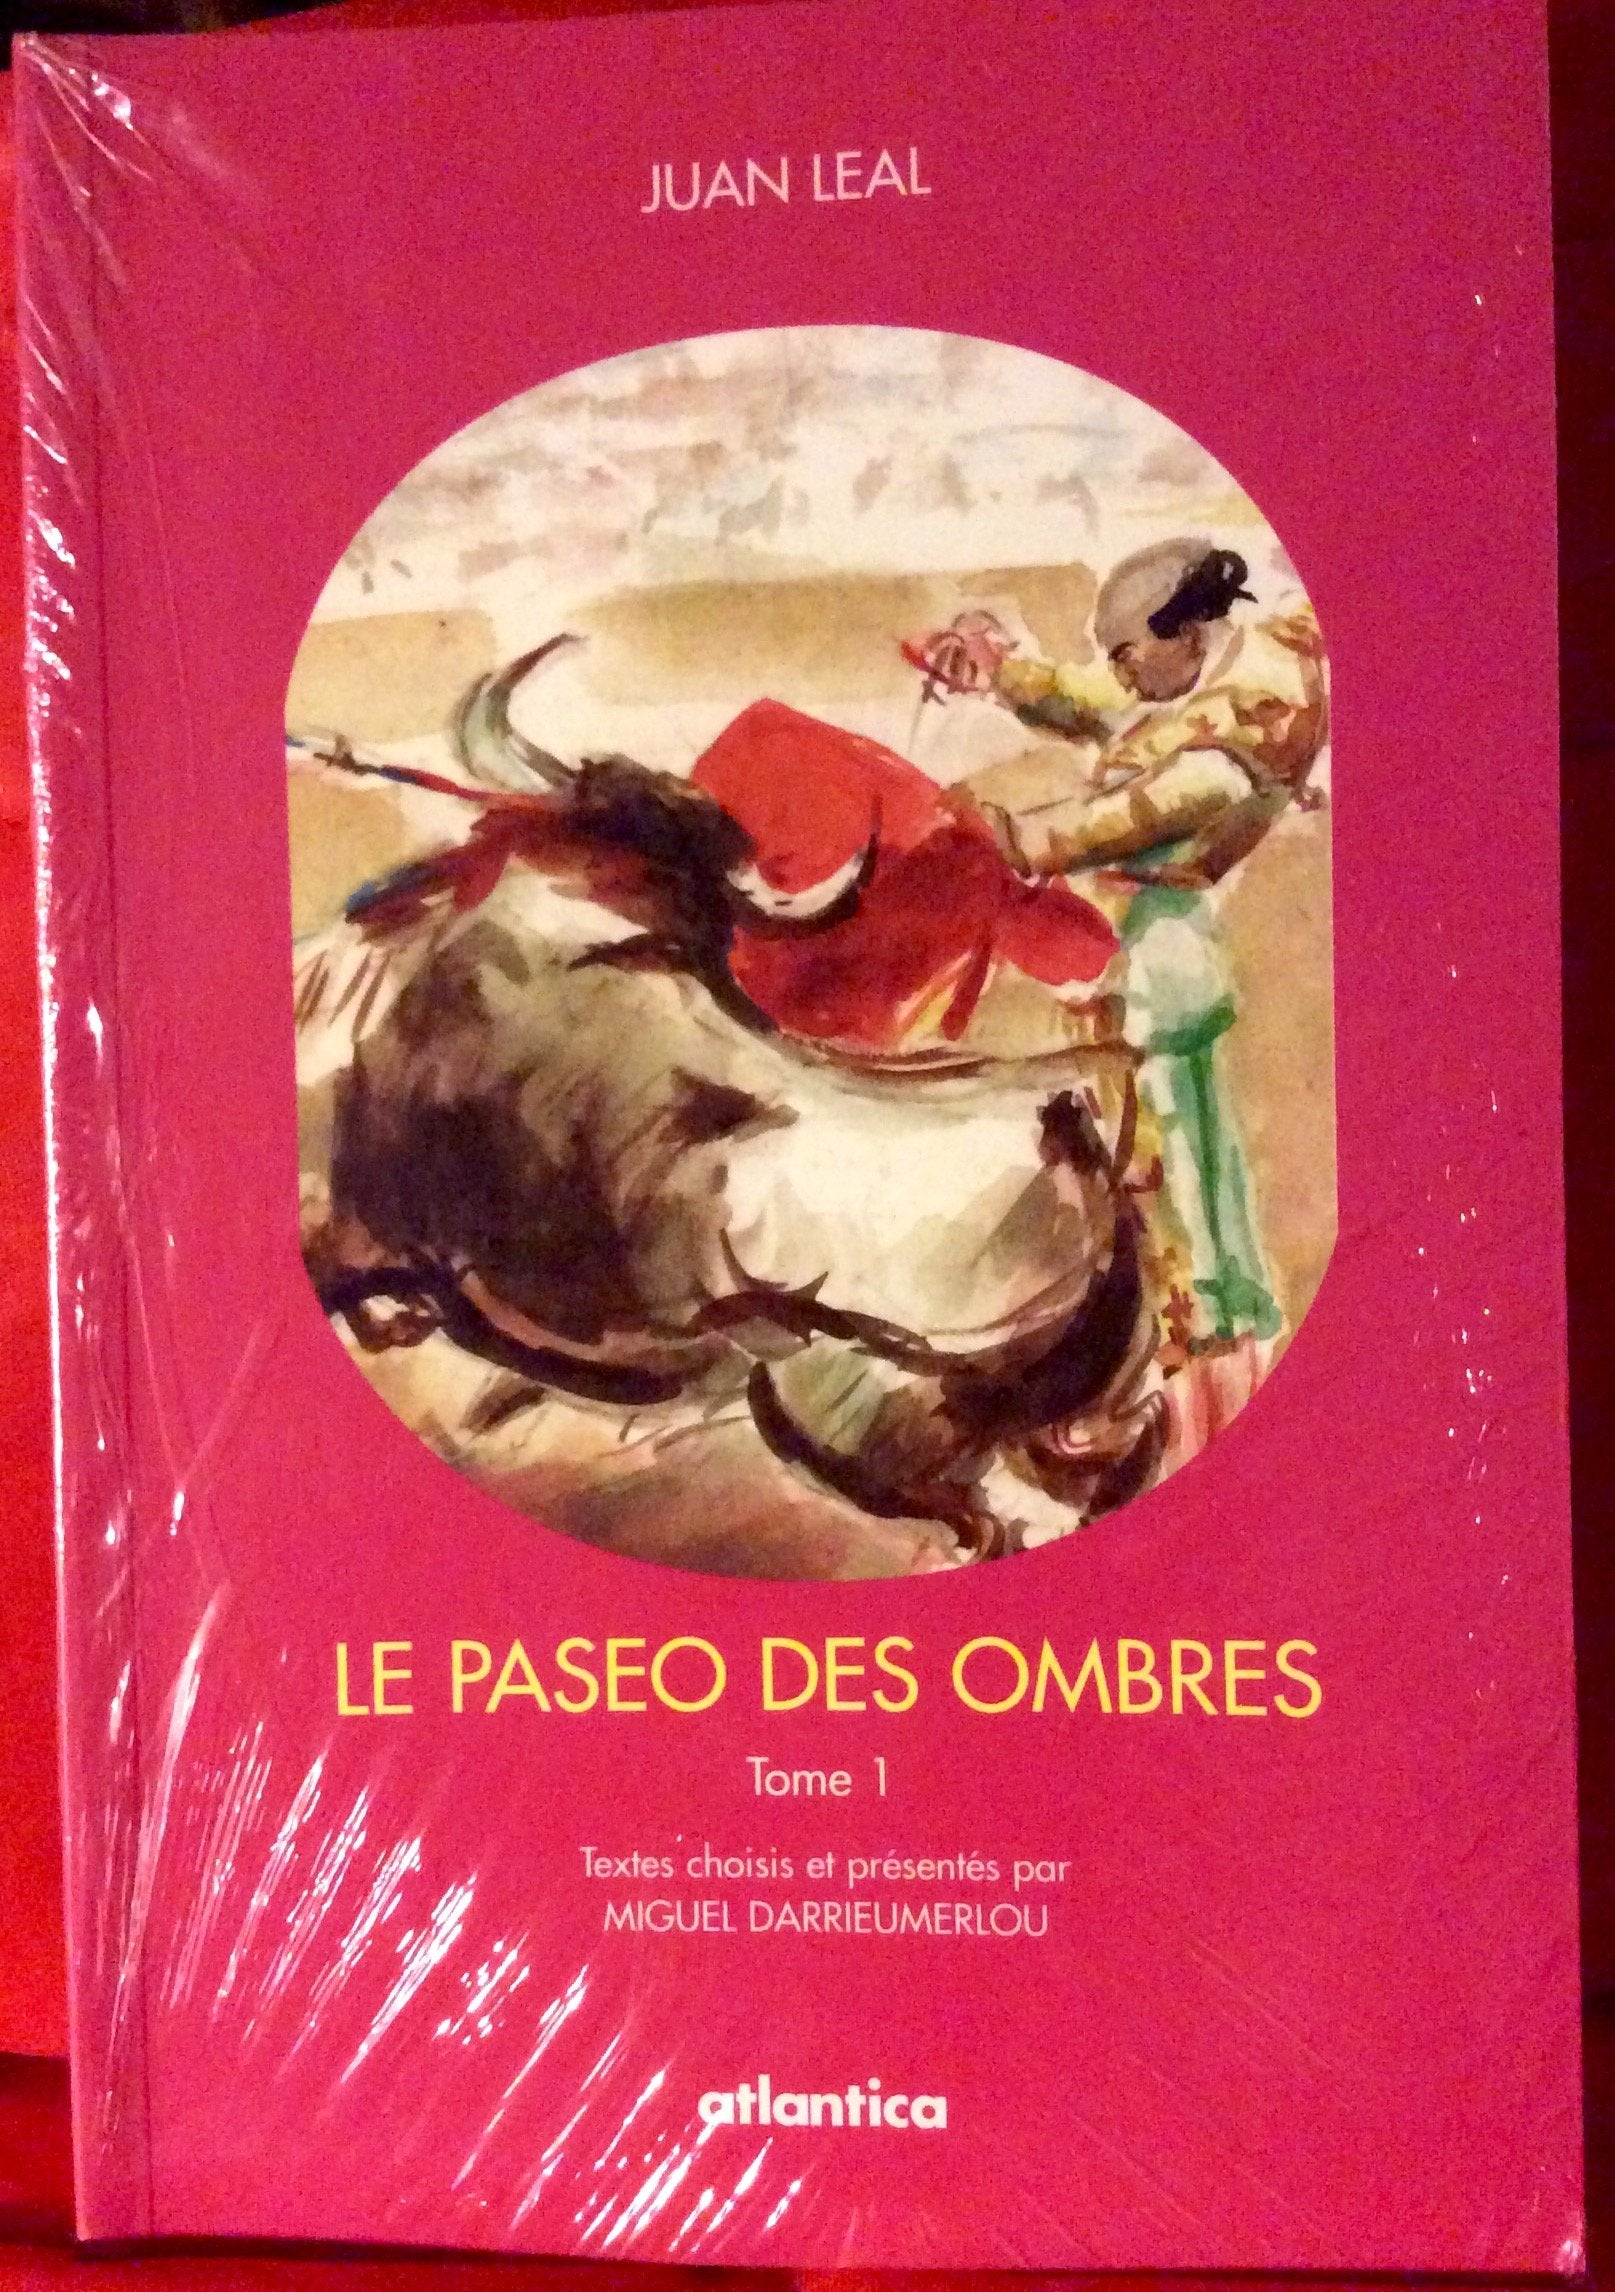 JUAN LEAL
LE PASEO DES OMBRES
Tome 1
Textes choisis et présentés par
MIGUEL DARRIEUMERLOU
atlantica